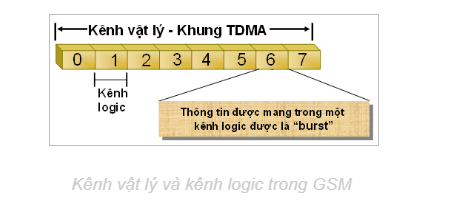 Kênh vật lý - Khung TDMA
0 1 2 3 4 5 6 7
Kênh
logic
Thông tin được mang trong một
kênh logic được là “burst”
Kênh vật lý và kênh logic trong GSM